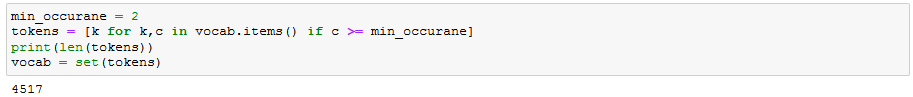 min_occurane = 2
tokens = [k for k,c in vocab.items() if c >= min_occurane]
print(len(tokens))
vocab = set(tokens)
4517